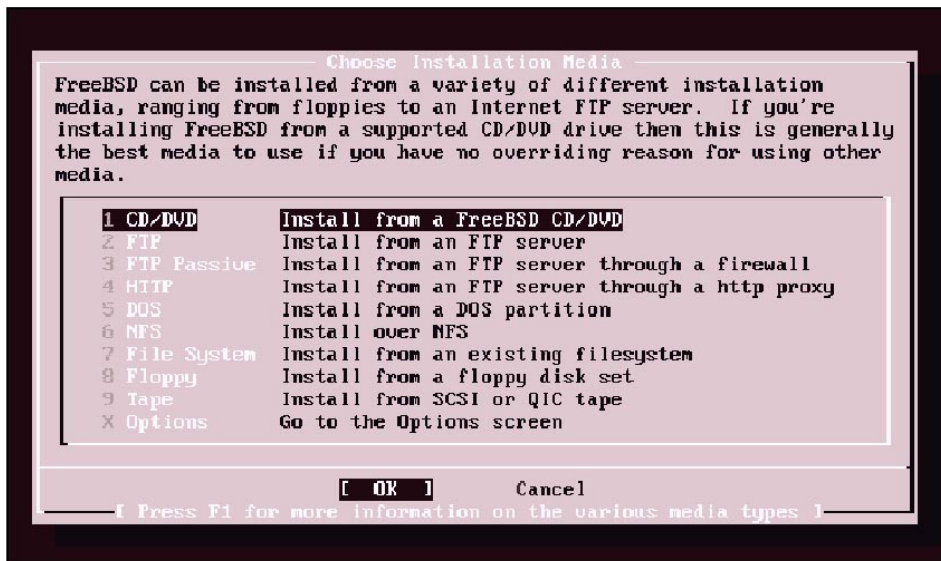 Choose Installation Media
FreeBSD can be installed from a variety of different installation
media, ranging from floppies to an Internet FTP server.  If you're
installing FreeBSD from a supported CD/DVD drive then this is generally
the best media to use if you have no overriding reason for using other
media.
1 CD/DVD Install from a FreeBSD CD/DVD
2 FTP Install from an FTP server
3 FTP Passive Install from an FTP server through a firewall
4 HTTP Install from an FTP server through a http proxy
5 DOS Install from a DOS partition
6 NFS Install over NFS
7 File System Install from an existing filesystem
8 Floppy Install from a floppy disk set
9 Tape Install from SCSI or QIC tape
X Options Go to the Options screen
[ OK ] Cancel
[ Press F1 for more information on the various media types ]